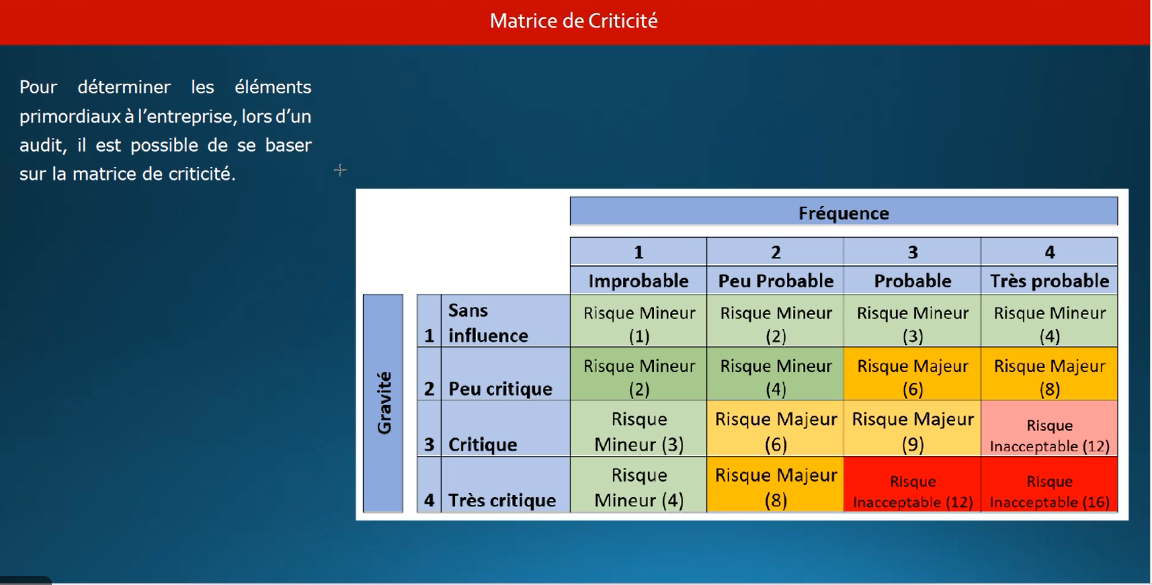 Matrice de Criticité
Pour déterminer les éléments
primordiaux à l'entreprise, lors d'un
audit, il est possible de se baser
sur la matrice de criticité.
Fréquence
1 2 3 4
Improbable Peu Probable Probable Très probable
Gravité
1 Sans influence Risque Mineur (1) Risque Mineur (2) Risque Mineur (3) Risque Mineur (4)
2 Peu critique Risque Mineur (2) Risque Mineur (4) Risque Majeur (6) Risque Majeur (8)
3 Critique Risque Mineur (3) Risque Majeur (6) Risque Majeur (9) Risque Inacceptable (12)
4 Très critique Risque Mineur (4) Risque Majeur (8) Risque Inacceptable (12) Risque Inacceptable (16)